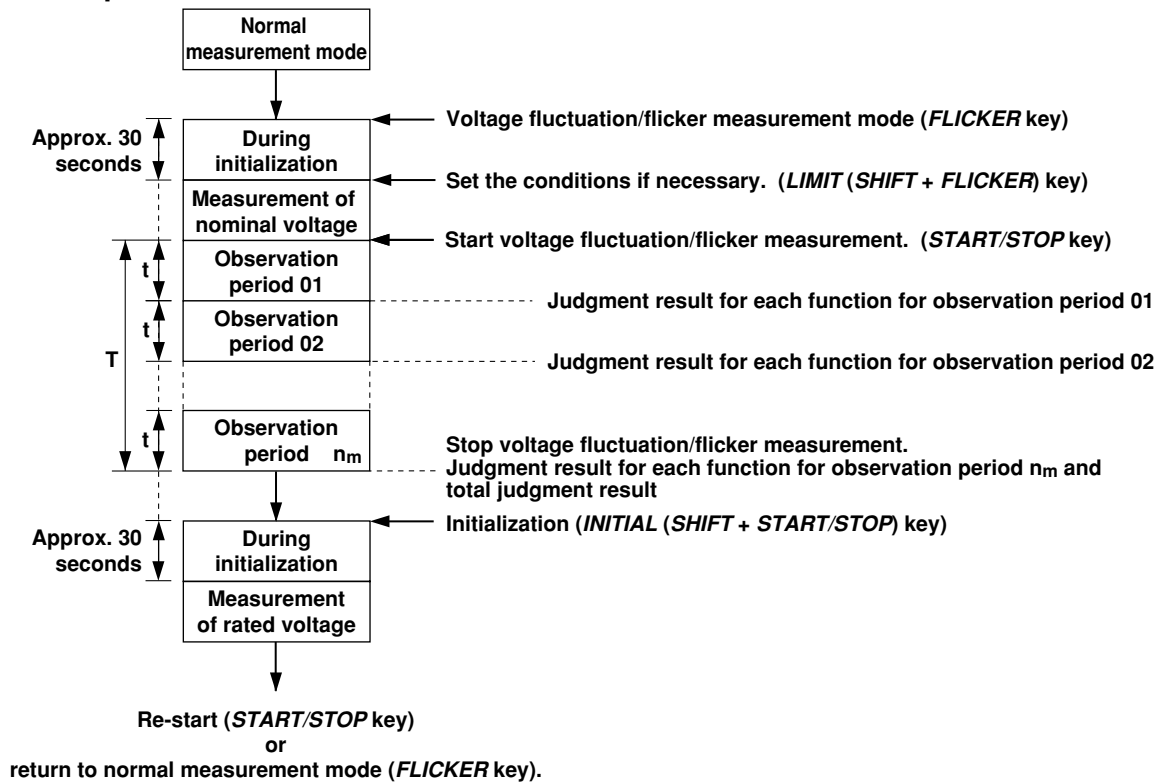 Normal
measurement mode
Approx. 30
seconds
During
initialization
Voltage fluctuation/flicker measurement mode (FLICKER key)
Set the conditions if necessary. (LIMIT (SHIFT + FLICKER) key)
Measurement of
nominal voltage
Start voltage fluctuation/flicker measurement. (START/STOP key)
T
t
Observation
period 01
Judgment result for each function for observation period 01
t
Observation
period 02
Judgment result for each function for observation period 02
t
Observation
period nm
Stop voltage fluctuation/flicker measurement.
Judgment result for each function for observation period nm and
total judgment result
Initialization (INITIAL (SHIFT + START/STOP) key)
Approx. 30
seconds
During
initialization
Measurement
of rated voltage
Re-start (START/STOP key)
or
return to normal measurement mode (FLICKER key).